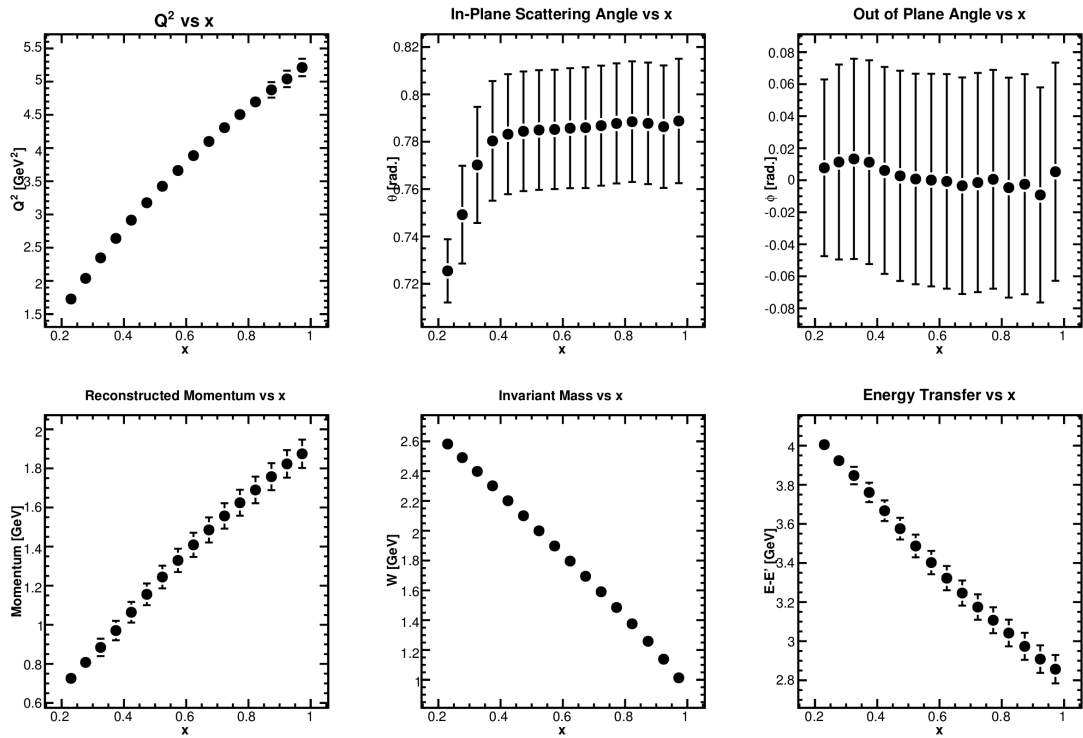 Q² vs x
5.5
5
4.5
4
3.5
3
2.5
2
1.5
0.2 0.4 0.6 0.8 1
x
Q² [GeV²]
In-Plane Scattering Angle vs x
0.82
0.8
0.78
0.76
0.74
0.72
0.2 0.4 0.6 0.8 1
x
θ [rad.]
Out of Plane Angle vs x
0.08
0.06
0.04
0.02
0
-0.02
-0.04
-0.06
-0.08
0.2 0.4 0.6 0.8 1
x
ϕ [rad.]
Reconstructed Momentum vs x
2
1.8
1.6
1.4
1.2
1
0.8
0.6
0.2 0.4 0.6 0.8 1
x
Momentum [GeV]
Invariant Mass vs x
2.6
2.4
2.2
2
1.8
1.6
1.4
1.2
1
0.2 0.4 0.6 0.8 1
x
W [GeV]
Energy Transfer vs x
4
3.8
3.6
3.4
3.2
3
2.8
0.2 0.4 0.6 0.8 1
x
E-E' [GeV]